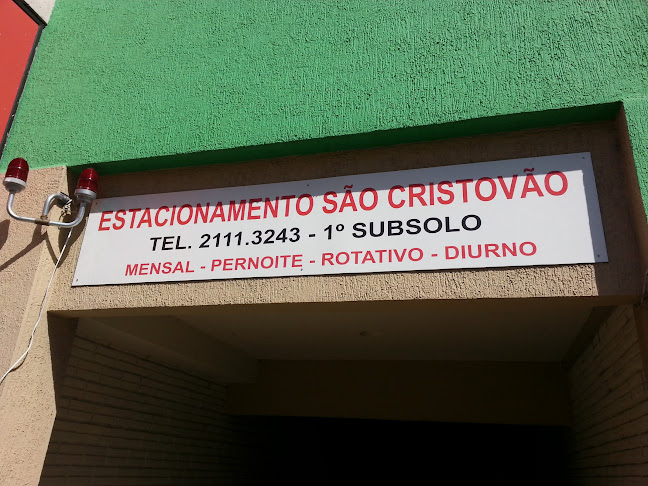 ESTACIONAMENTO SÃO CRISTOVÃO
TEL. 2111.3243 - 1º SUBSOLO
MENSAL - PERNOITE - ROTATIVO - DIURNO